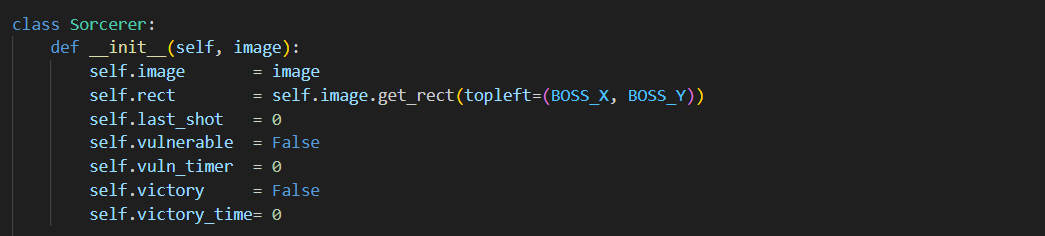 class Sorcerer:
    def __init__(self, image):
        self.image       = image
        self.rect        = self.image.get_rect(topleft=(BOSS_X, BOSS_Y))
        self.last_shot   = 0
        self.vulnerable  = False
        self.vuln_timer  = 0
        self.victory     = False
        self.victory_time= 0